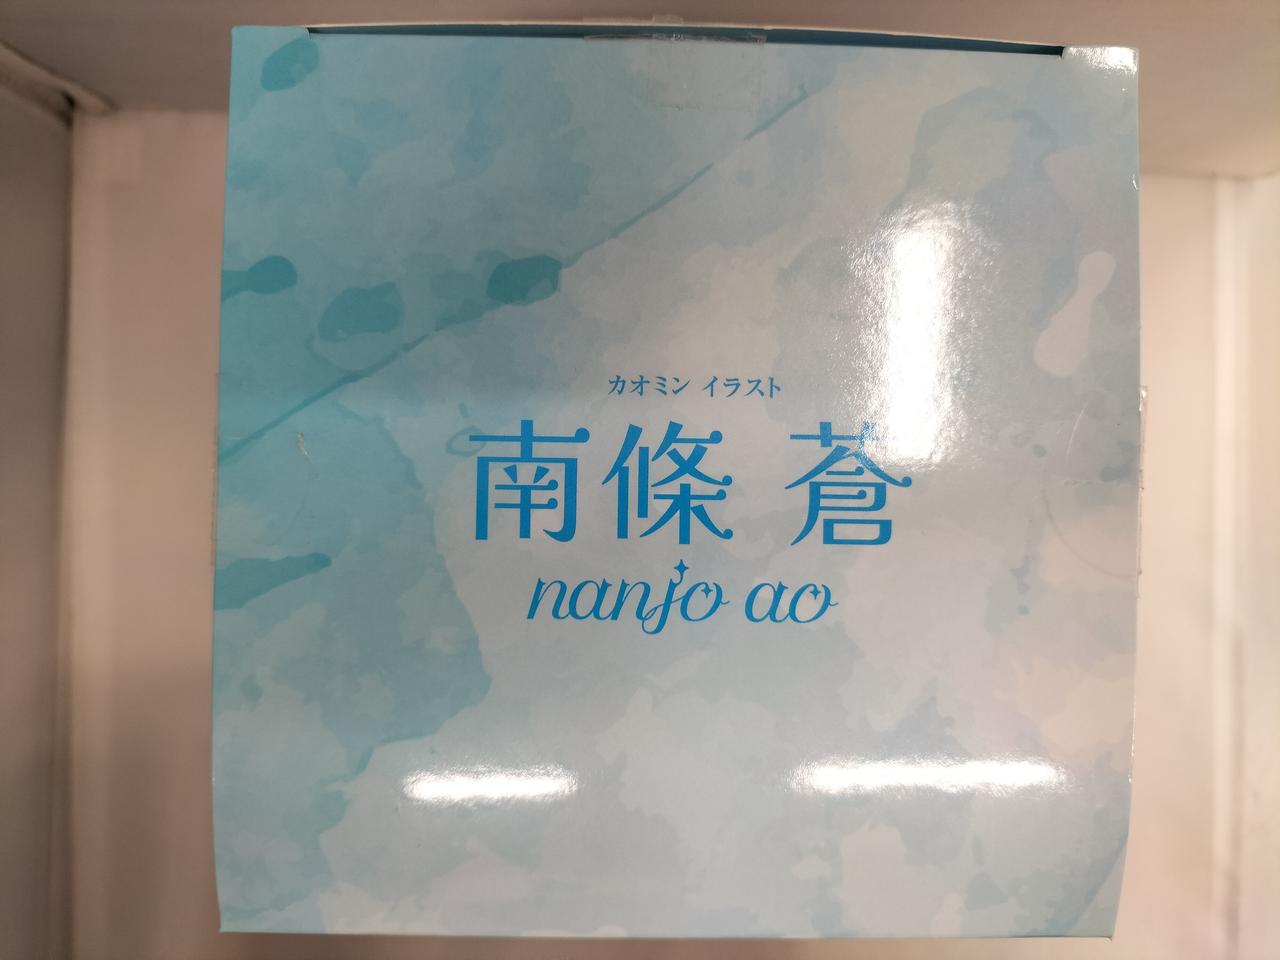 カオミン イラスト
南條 蒼
nanjo ao